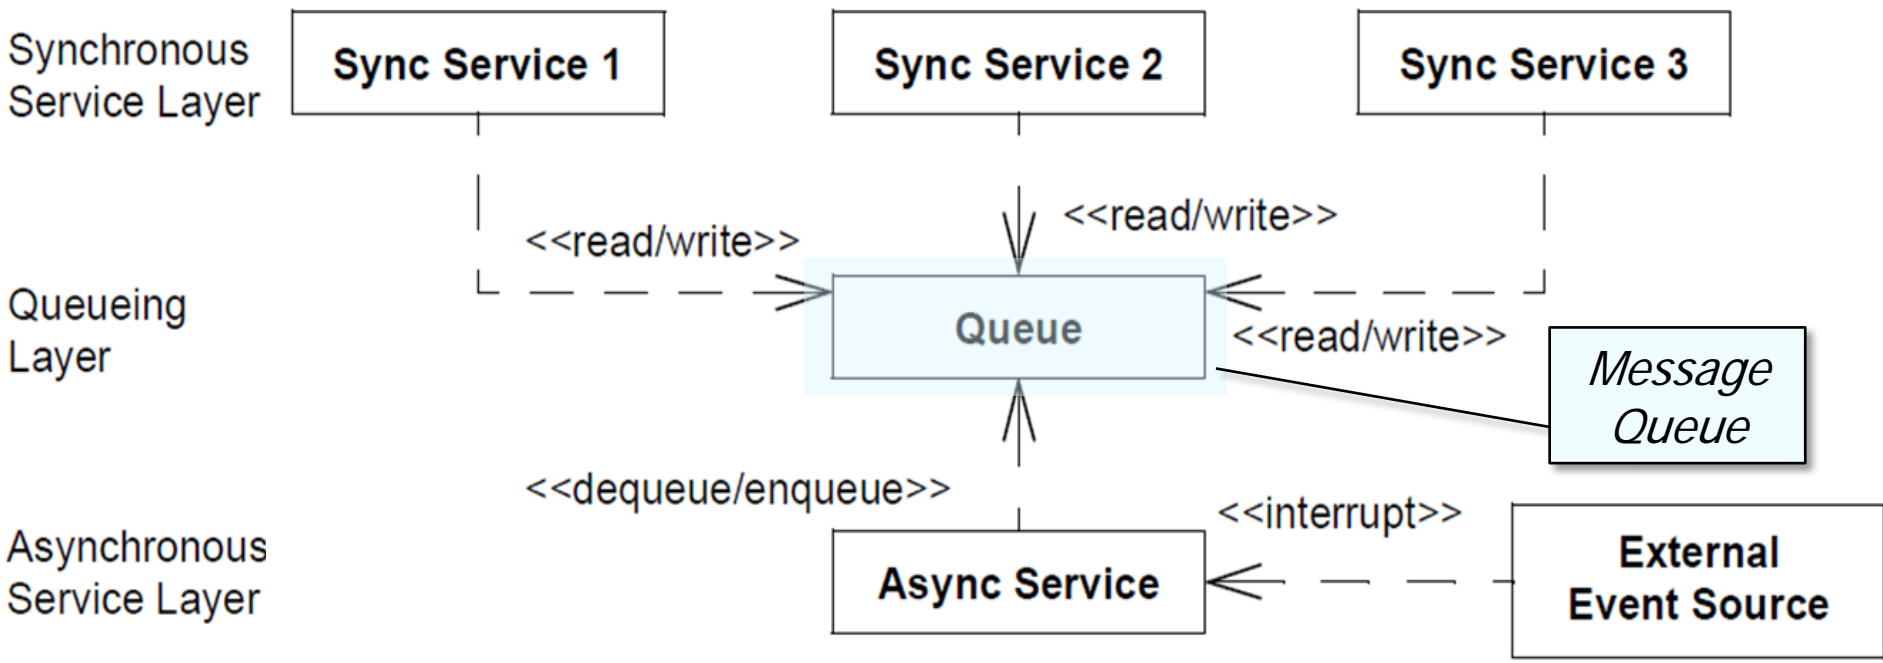 Synchronous
Service Layer
Sync Service 1
Sync Service 2
Sync Service 3
<<read/write>>
<<read/write>>
Queueing
Layer
Queue
<<read/write>>
Message
Queue
<<dequeue/enqueue>>
<<interrupt>>
Asynchronous
Service Layer
Async Service
External
Event Source